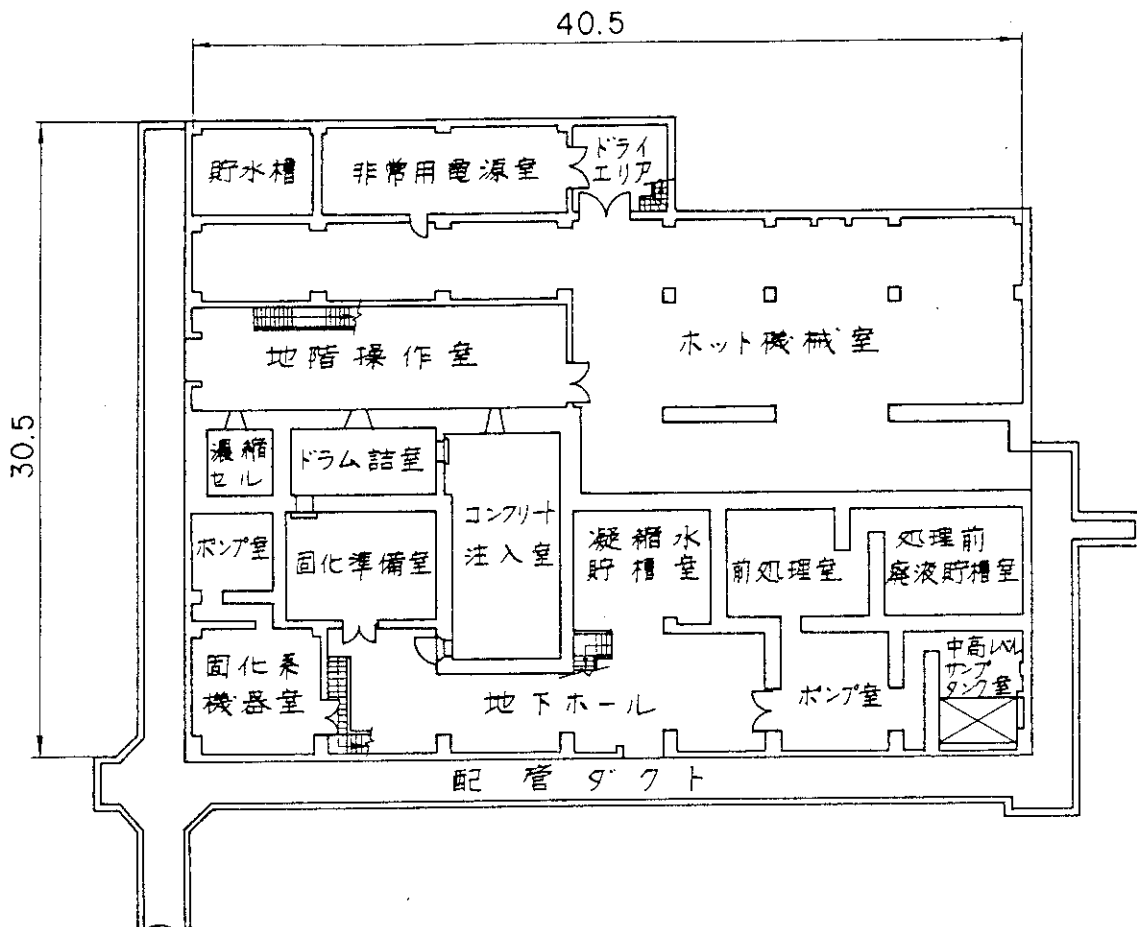 40.5
30.5
貯水槽
非常用電源室
ドライ
エリア
地階操作室
ホット機械室
濃縮
セル
ドラム詰室
コンクリート
注入室
ポンプ室
固化準備室
凝縮水
貯槽室
前処理室
処理前
廃液貯槽室
固化系
機器室
地下ホール
ポンプ室
中高レベル
サンプ
タンク室
配管ダクト